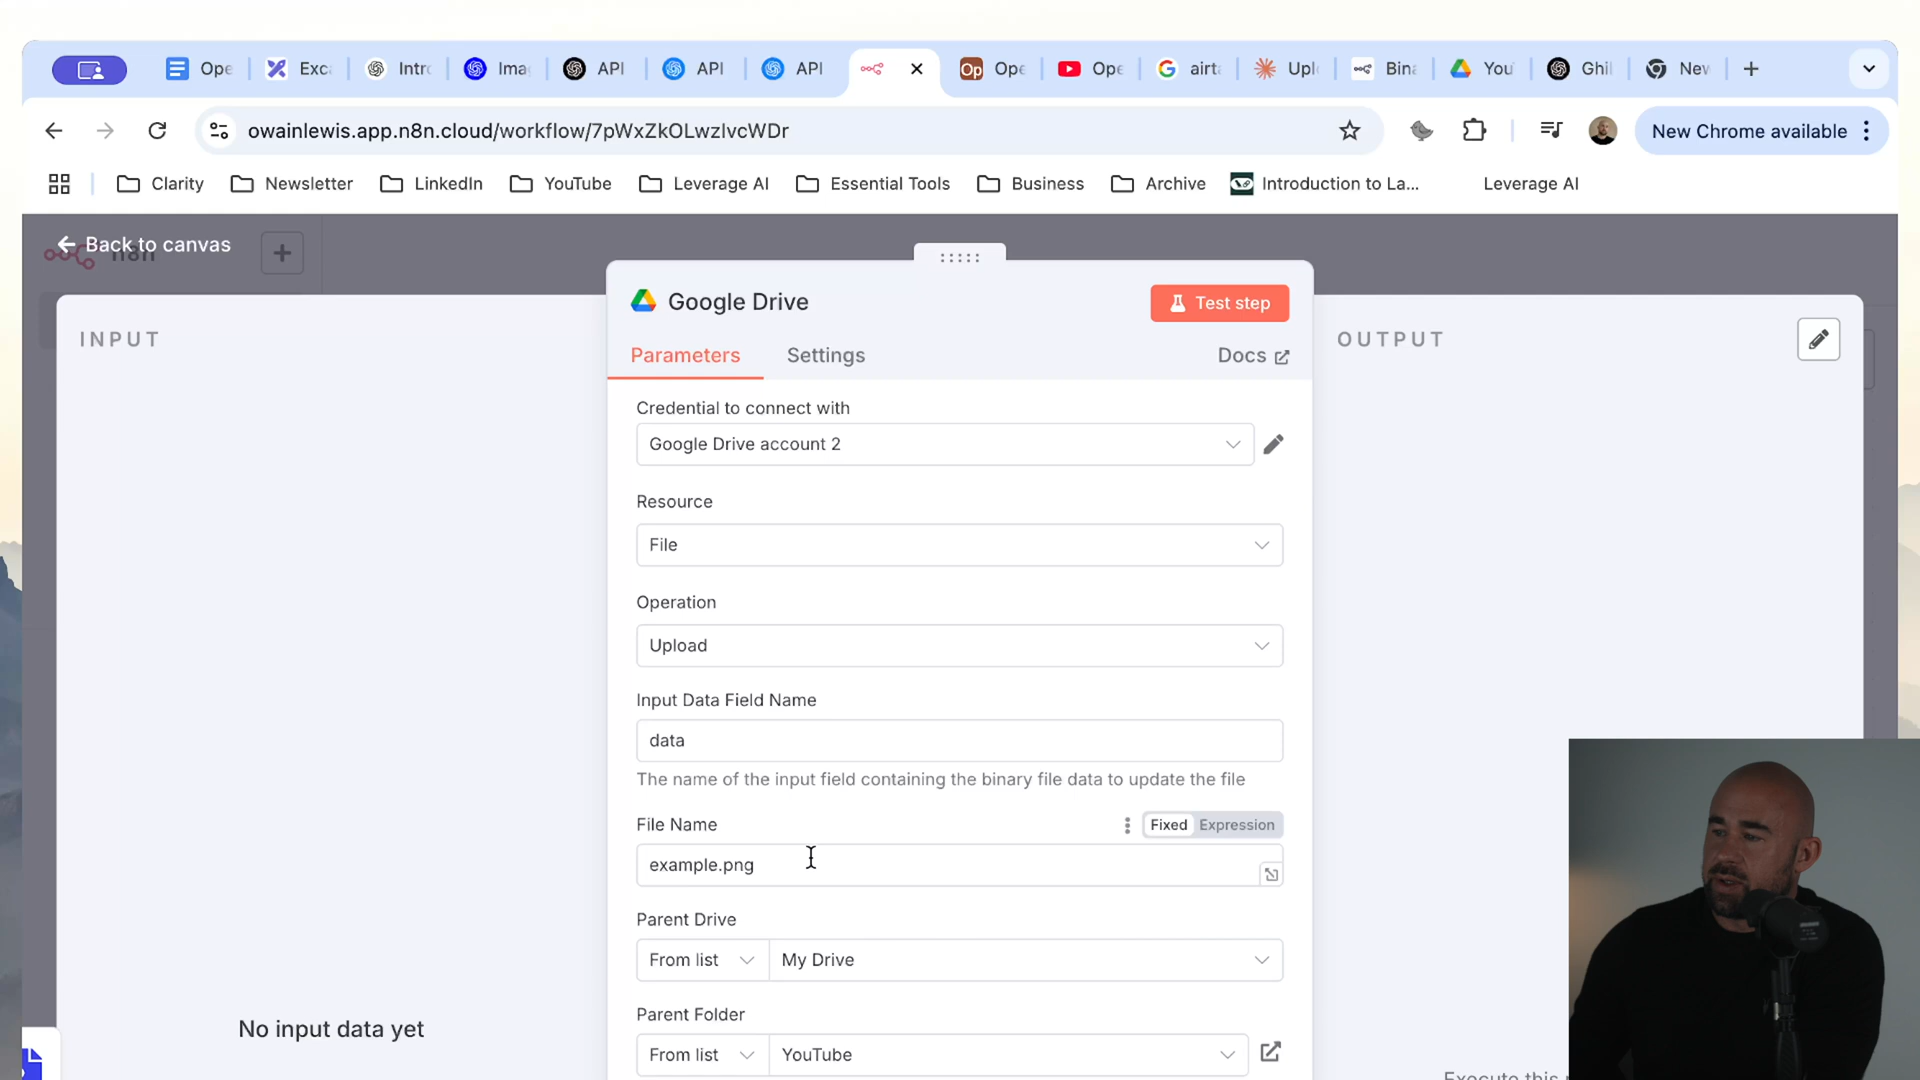 Ope
Exc
Intr
Ima
API
API
API
Ope
Ope
airta
Upl
Bin
You
Ghi
Nev
owainlewis.app.n8n.cloud/workflow/7pWxZkOLwzlvcWDr
New Chrome available
Clarity
Newsletter
LinkedIn
YouTube
Leverage AI
Essential Tools
Business
Archive
Introduction to La...
Leverage AI
Back to canvas
n8n
INPUT
Google Drive
Test step
OUTPUT
Parameters
Settings
Docs
Credential to connect with
Google Drive account 2
Resource
File
Operation
Upload
Input Data Field Name
data
The name of the input field containing the binary file data to update the file
File Name
Fixed
Expression
example.png
Parent Drive
From list
My Drive
Parent Folder
From list
YouTube
No input data yet
Execute this